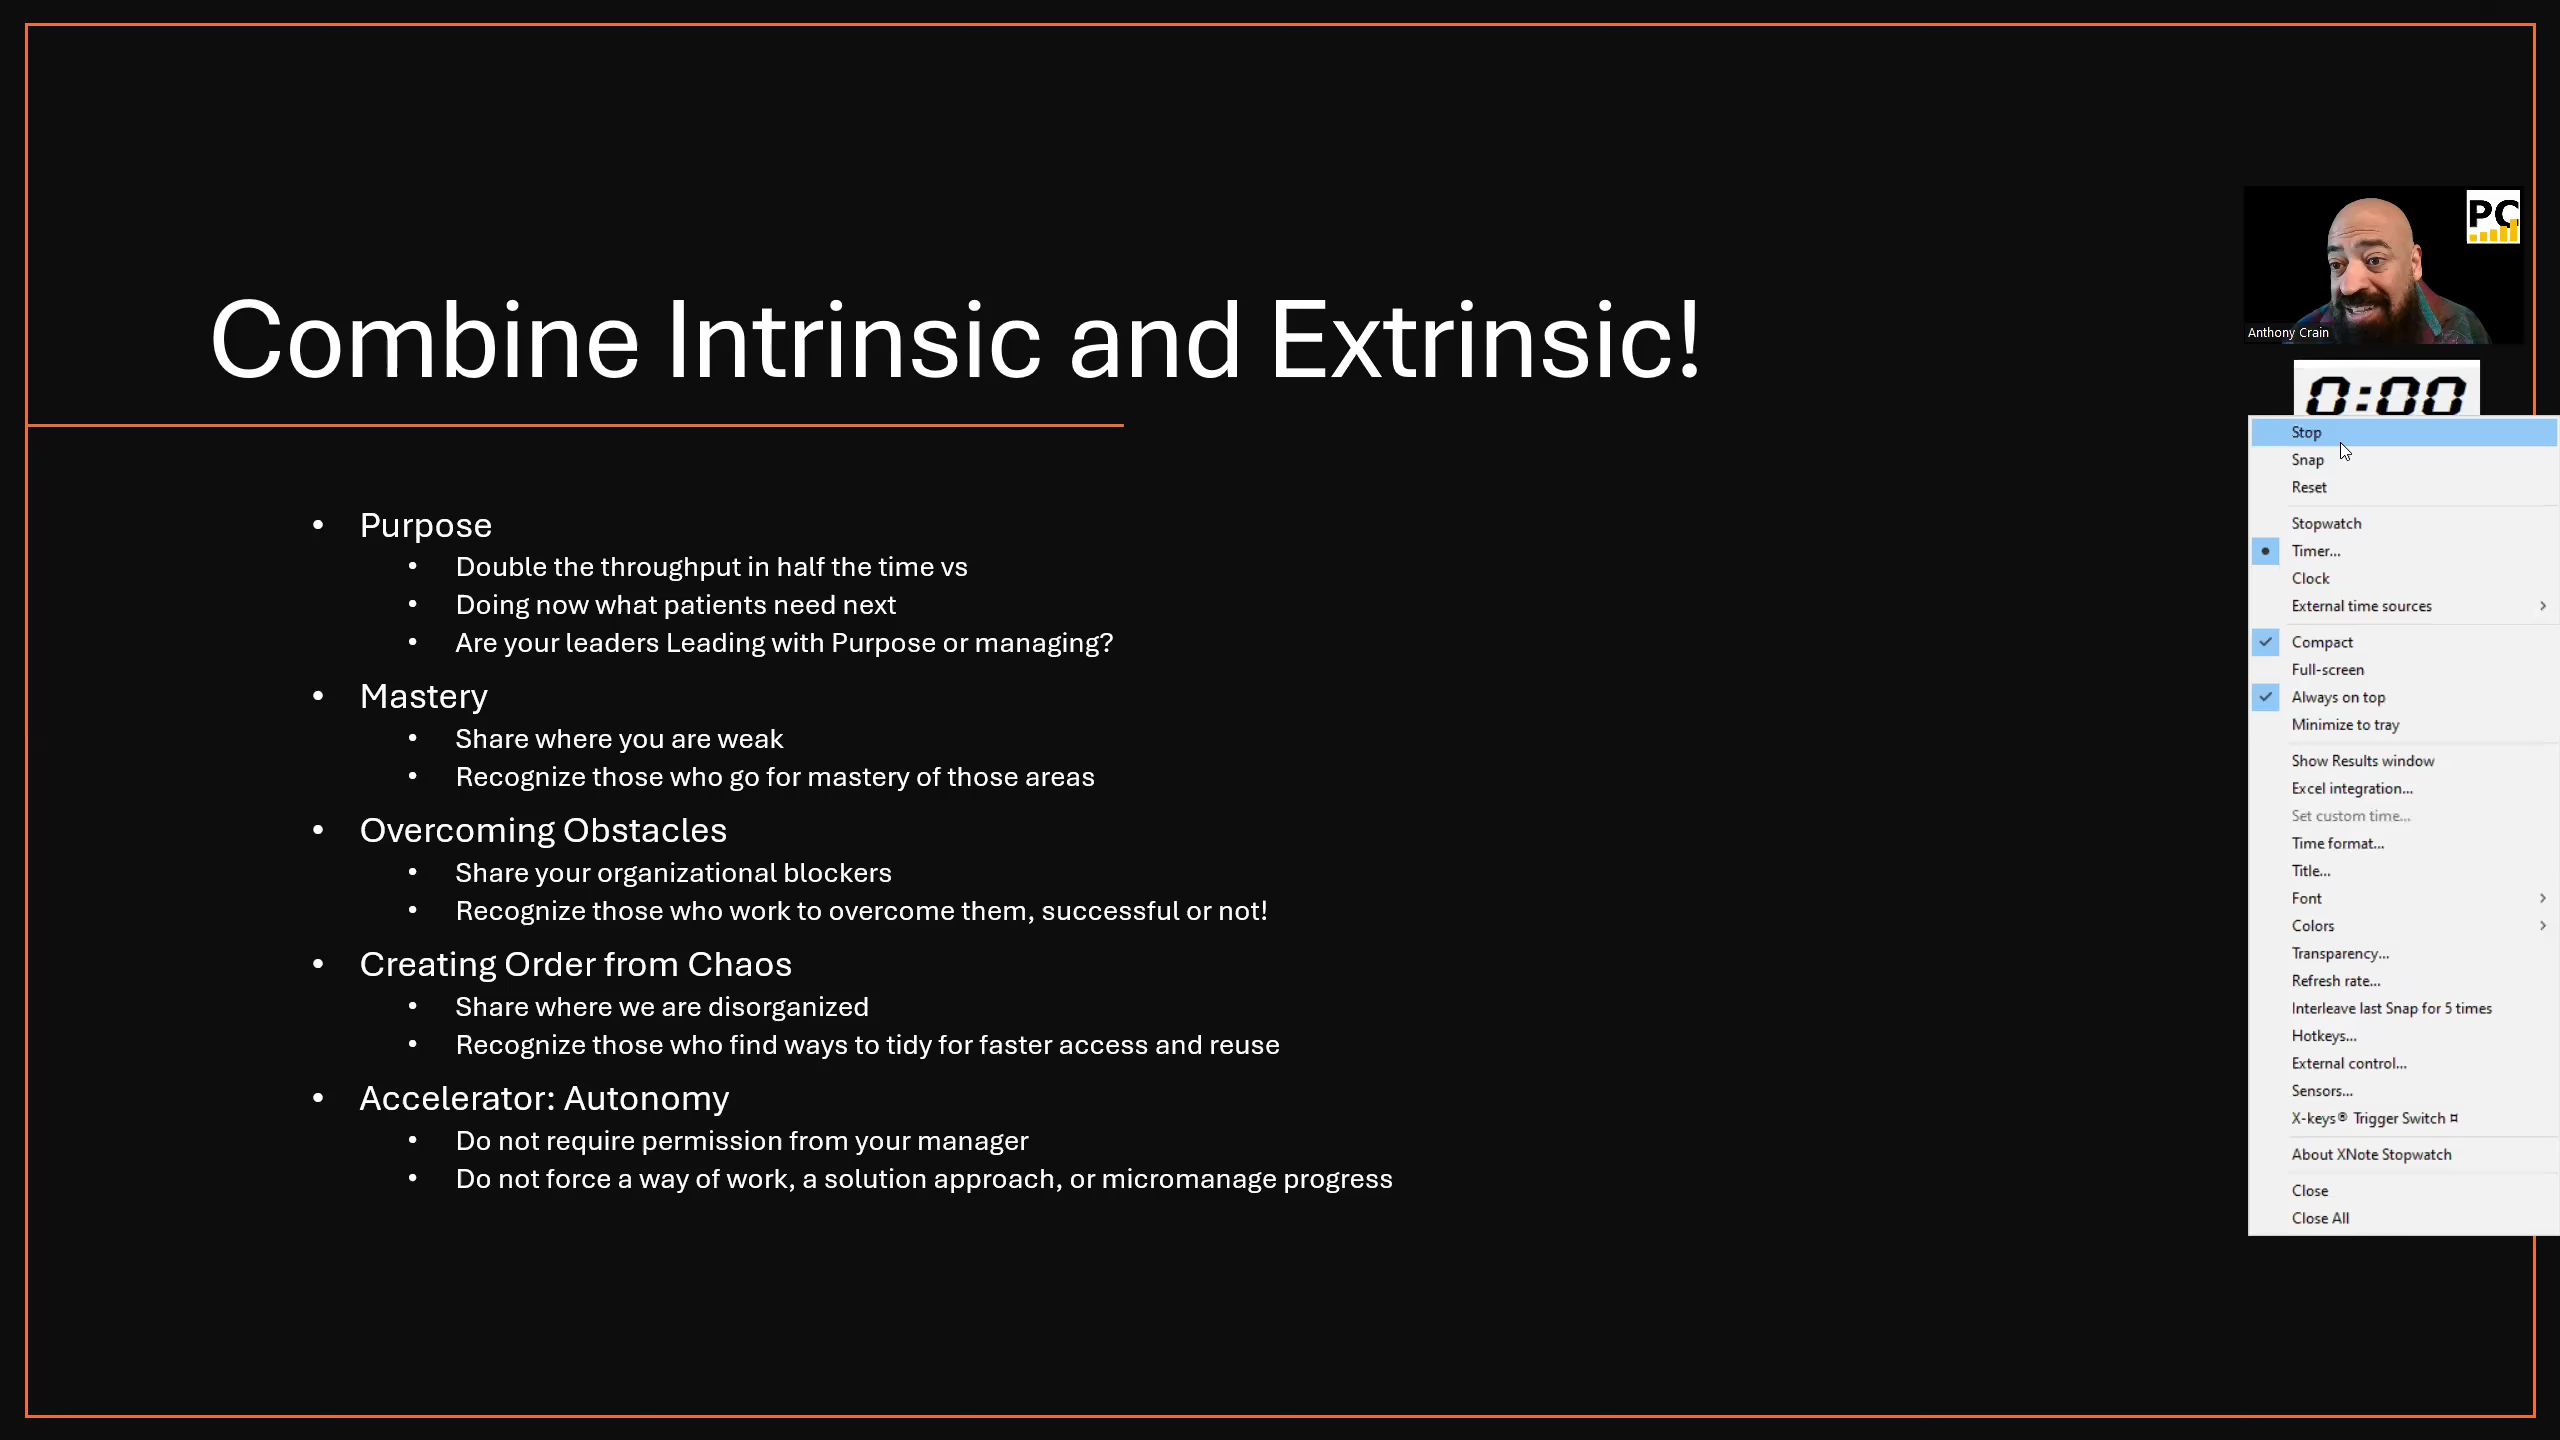 Combine Intrinsic and Extrinsic!
• Purpose
• Double the throughput in half the time vs
• Doing now what patients need next
• Are your leaders Leading with Purpose or managing?
• Mastery
• Share where you are weak
• Recognize those who go for mastery of those areas
• Overcoming Obstacles
• Share your organizational blockers
• Recognize those who work to overcome them, successful or not!
• Creating Order from Chaos
• Share where we are disorganized
• Recognize those who find ways to tidy for faster access and reuse
• Accelerator: Autonomy
• Do not require permission from your manager
• Do not force a way of work, a solution approach, or micromanage progress
PC
Anthony Crain
0:00
Stop
Snap
Reset
Stopwatch
Timer...
Clock
External time sources
Compact
Full-screen
Always on top
Minimize to tray
Show Results window
Excel integration...
Set custom time...
Time format...
Title...
Font
Colors
Transparency...
Refresh rate...
Interleave last Snap for 5 times
Hotkeys...
External control...
Sensors...
X-keys® Trigger Switch ¤
About XNote Stopwatch
Close
Close All